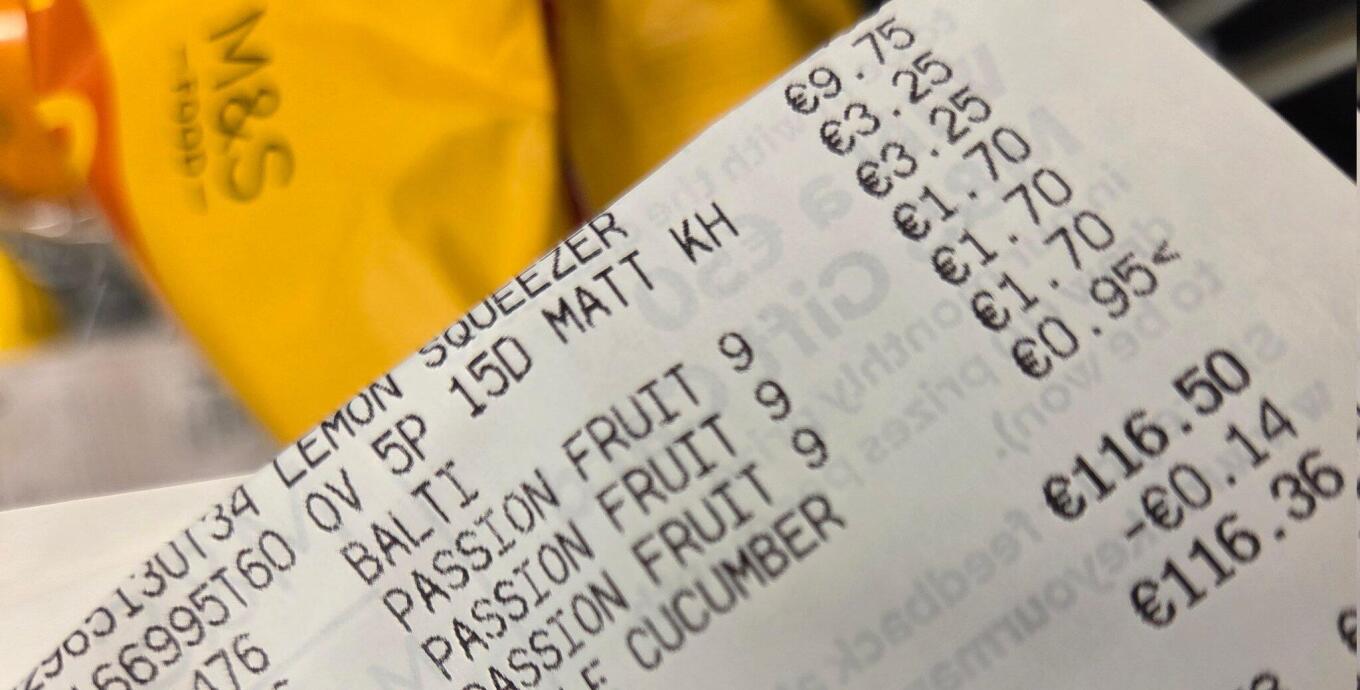 M&S
FOOD
LEMON SQUEEZER €9.75
OV 5P 15D MATT KH €3.25
BALTI €3.25
PASSION FRUIT 9 €1.70
PASSION FRUIT 9 €1.70
PASSION FRUIT 9 €1.70
CUCUMBER €0.95<
€116.50
-€0.14
€116.36